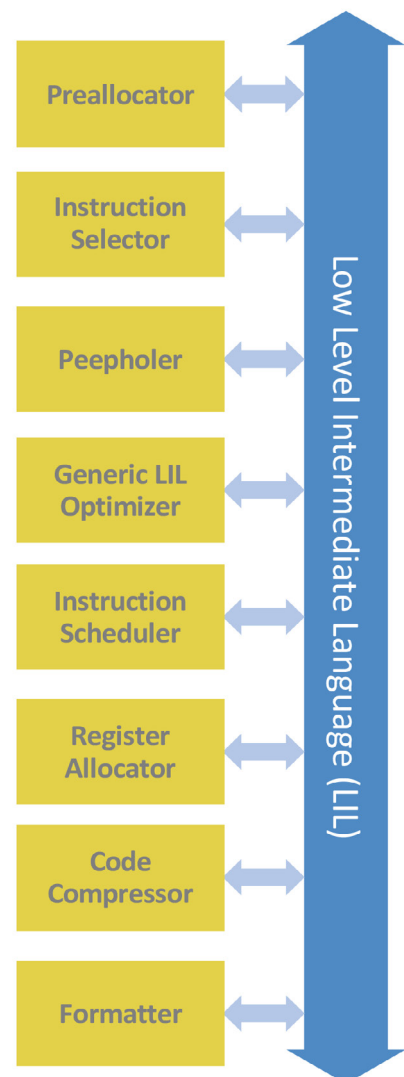 Preallocator
Instruction
Selector
Peepholer
Generic LIL
Optimizer
Instruction
Scheduler
Register
Allocator
Code
Compressor
Formatter
Low Level Intermediate Language (LIL)